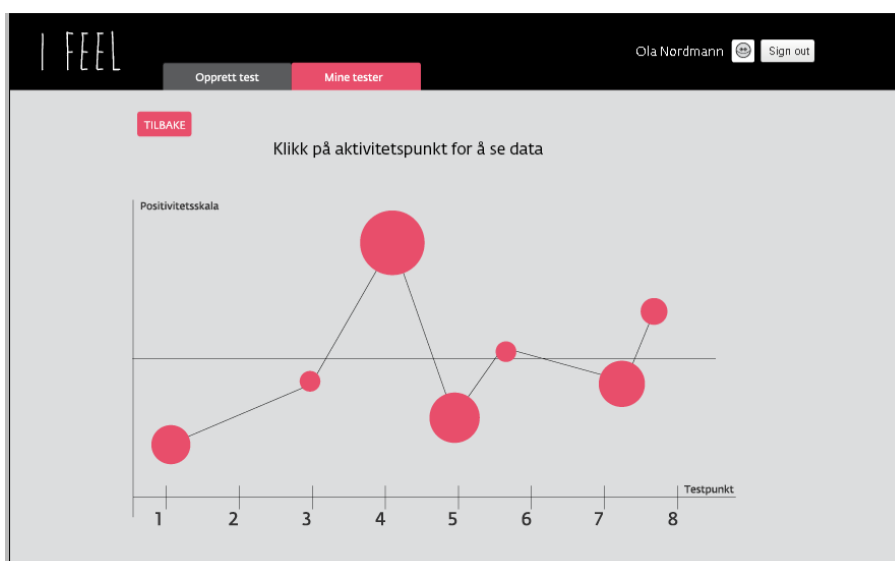 I FEEL
Ola Nordmann
Sign out
Opprett test
Mine tester
TILBAKE
Klikk på aktivitetspunkt for å se data
Positivitetsskala
Testpunkt
1 2 3 4 5 6 7 8